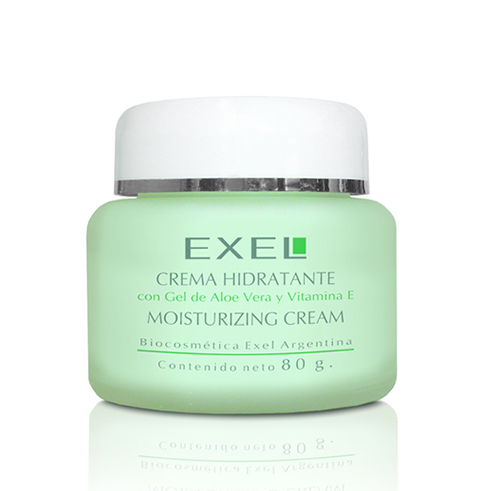 EXEL
CREMA HIDRATANTE
con Gel de Aloe Vera y Vitamina E
MOISTURIZING CREAM
Biocosmética Exel Argentina
Contenido neto 80 g.